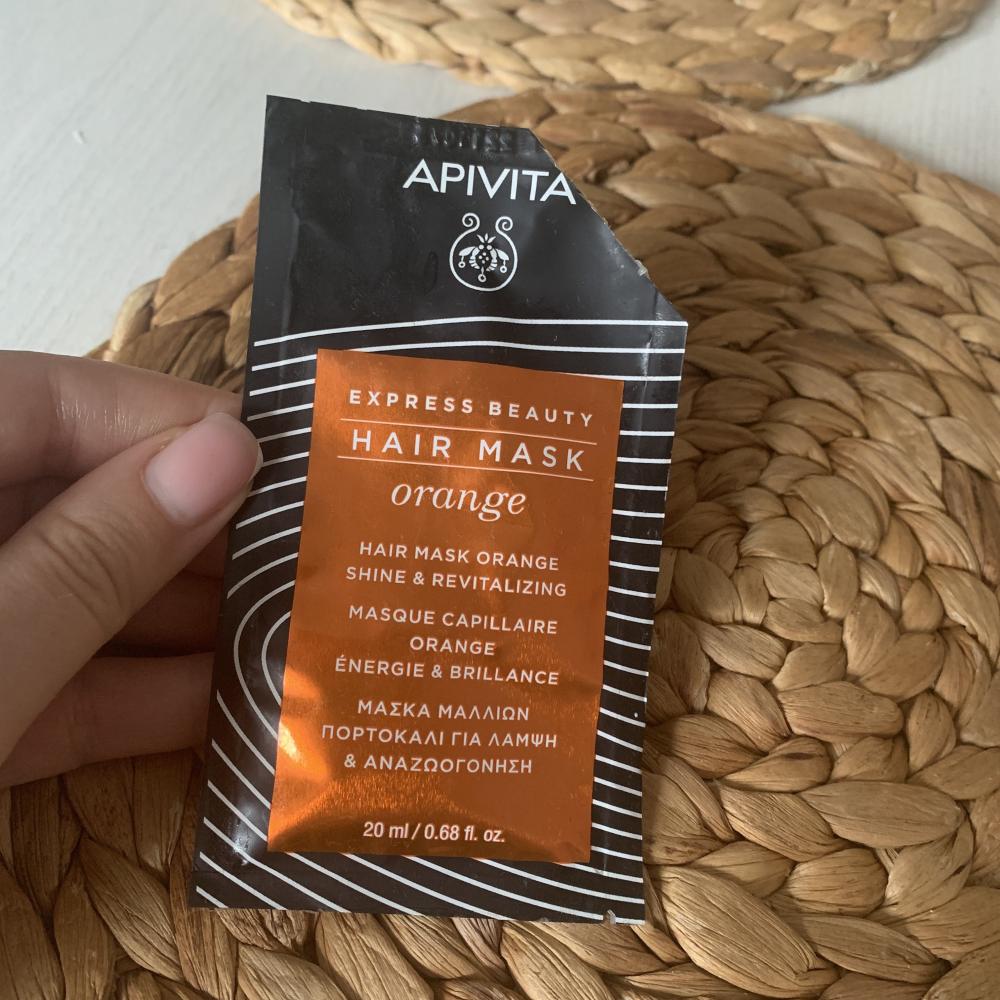 APIVITA
EXPRESS BEAUTY
HAIR MASK
orange
HAIR MASK ORANGE
SHINE & REVITALIZING
MASQUE CAPILLAIRE
ORANGE
ÉNERGIE & BRILLANCE
ΜΑΣΚΑ ΜΑΛΛΙΩΝ
ΠΟΡΤΟΚΑΛΙ ΓΙΑ ΛΑΜΨΗ
& ΑΝΑΖΩΟΓΟΝΗΣΗ
20 ml / 0.68 fl. oz.